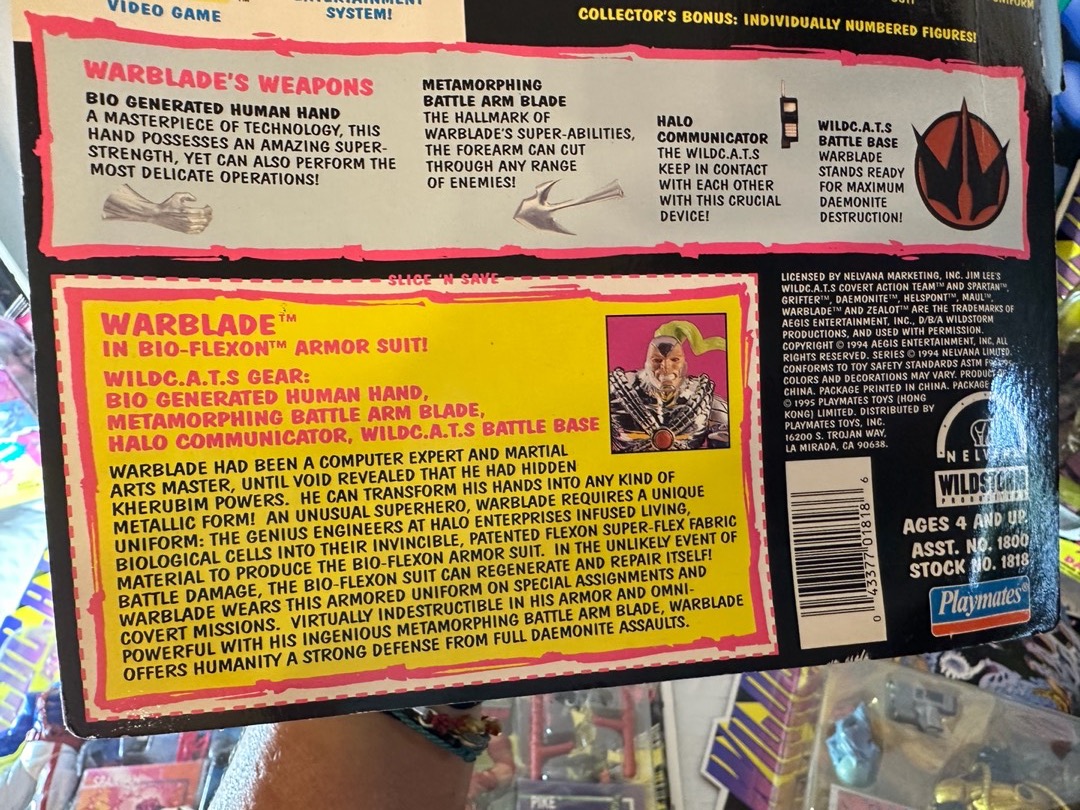 VIDEO GAME
SYSTEM!
COLLECTOR'S BONUS: INDIVIDUALLY NUMBERED FIGURES!
WARBLADE'S WEAPONS
BIO GENERATED HUMAN HAND
A MASTERPIECE OF TECHNOLOGY, THIS
HAND POSSESSES AN AMAZING SUPER-
STRENGTH, YET CAN ALSO PERFORM THE
MOST DELICATE OPERATIONS!
METAMORPHING
BATTLE ARM BLADE
THE HALLMARK OF
WARBLADE'S SUPER-ABILITIES,
THE FOREARM CAN CUT
THROUGH ANY RANGE
OF ENEMIES!
HALO
COMMUNICATOR
THE WILDC.A.T.S
KEEP IN CONTACT
WITH EACH OTHER
WITH THIS CRUCIAL
DEVICE!
WILDC.A.T.S
BATTLE BASE
WARBLADE
STANDS READY
FOR MAXIMUM
DAEMONITE
DESTRUCTION!
SLICE 'N SAVE
WARBLADE™
IN BIO-FLEXON™ ARMOR SUIT!
WILDC.A.T.S GEAR:
BIO GENERATED HUMAN HAND,
METAMORPHING BATTLE ARM BLADE,
HALO COMMUNICATOR, WILDC.A.T.S BATTLE BASE
WARBLADE HAD BEEN A COMPUTER EXPERT AND MARTIAL
ARTS MASTER, UNTIL VOID REVEALED THAT HE HAD HIDDEN
KHERUBIM POWERS. HE CAN TRANSFORM HIS HANDS INTO ANY KIND OF
METALLIC FORM! AN UNUSUAL SUPERHERO, WARBLADE REQUIRES A UNIQUE
UNIFORM: THE GENIUS ENGINEERS AT HALO ENTERPRISES INFUSED LIVING,
BIOLOGICAL CELLS INTO THEIR INVINCIBLE, PATENTED FLEXON SUPER-FLEX FABRIC
MATERIAL TO PRODUCE THE BIO-FLEXON ARMOR SUIT. IN THE UNLIKELY EVENT OF
BATTLE DAMAGE, THE BIO-FLEXON SUIT CAN REGENERATE AND REPAIR ITSELF!
WARBLADE WEARS THIS ARMORED UNIFORM ON SPECIAL ASSIGNMENTS AND
COVERT MISSIONS. VIRTUALLY INDESTRUCTIBLE IN HIS ARMOR AND OMNI-
POWERFUL WITH HIS INGENIOUS METAMORPHING BATTLE ARM BLADE, WARBLADE
OFFERS HUMANITY A STRONG DEFENSE FROM FULL DAEMONITE ASSAULTS.
LICENSED BY NELVANA MARKETING, INC. JIM LEE'S
WILDC.A.T.S COVERT ACTION TEAM™ AND SPARTAN™,
GRIFTER™, DAEMONITE™, HELSPONT™, MAUL™,
WARBLADE™ AND ZEALOT™ ARE THE TRADEMARKS OF
AEGIS ENTERTAINMENT, INC., D/B/A WILDSTORM
PRODUCTIONS, AND USED WITH PERMISSION.
COPYRIGHT © 1994 AEGIS ENTERTAINMENT, INC. ALL
RIGHTS RESERVED. SERIES © 1994 NELVANA LIMITED.
CONFORMS TO TOY SAFETY STANDARDS ASTM
COLORS AND DECORATIONS MAY VARY.
CHINA. PACKAGE PRINTED IN CHINA. PACKAGE
© 1995 PLAYMATES TOYS (HONG
KONG) LIMITED. DISTRIBUTED BY
PLAYMATES TOYS, INC.
16200 S. TROJAN WAY,
LA MIRADA, CA 90638.
WILDSTORM
PRODUCTIONS
AGES 4 AND UP.
ASST. NO. 1800
STOCK NO. 1818
0 43377 01818 6
Playmates®
PIKE